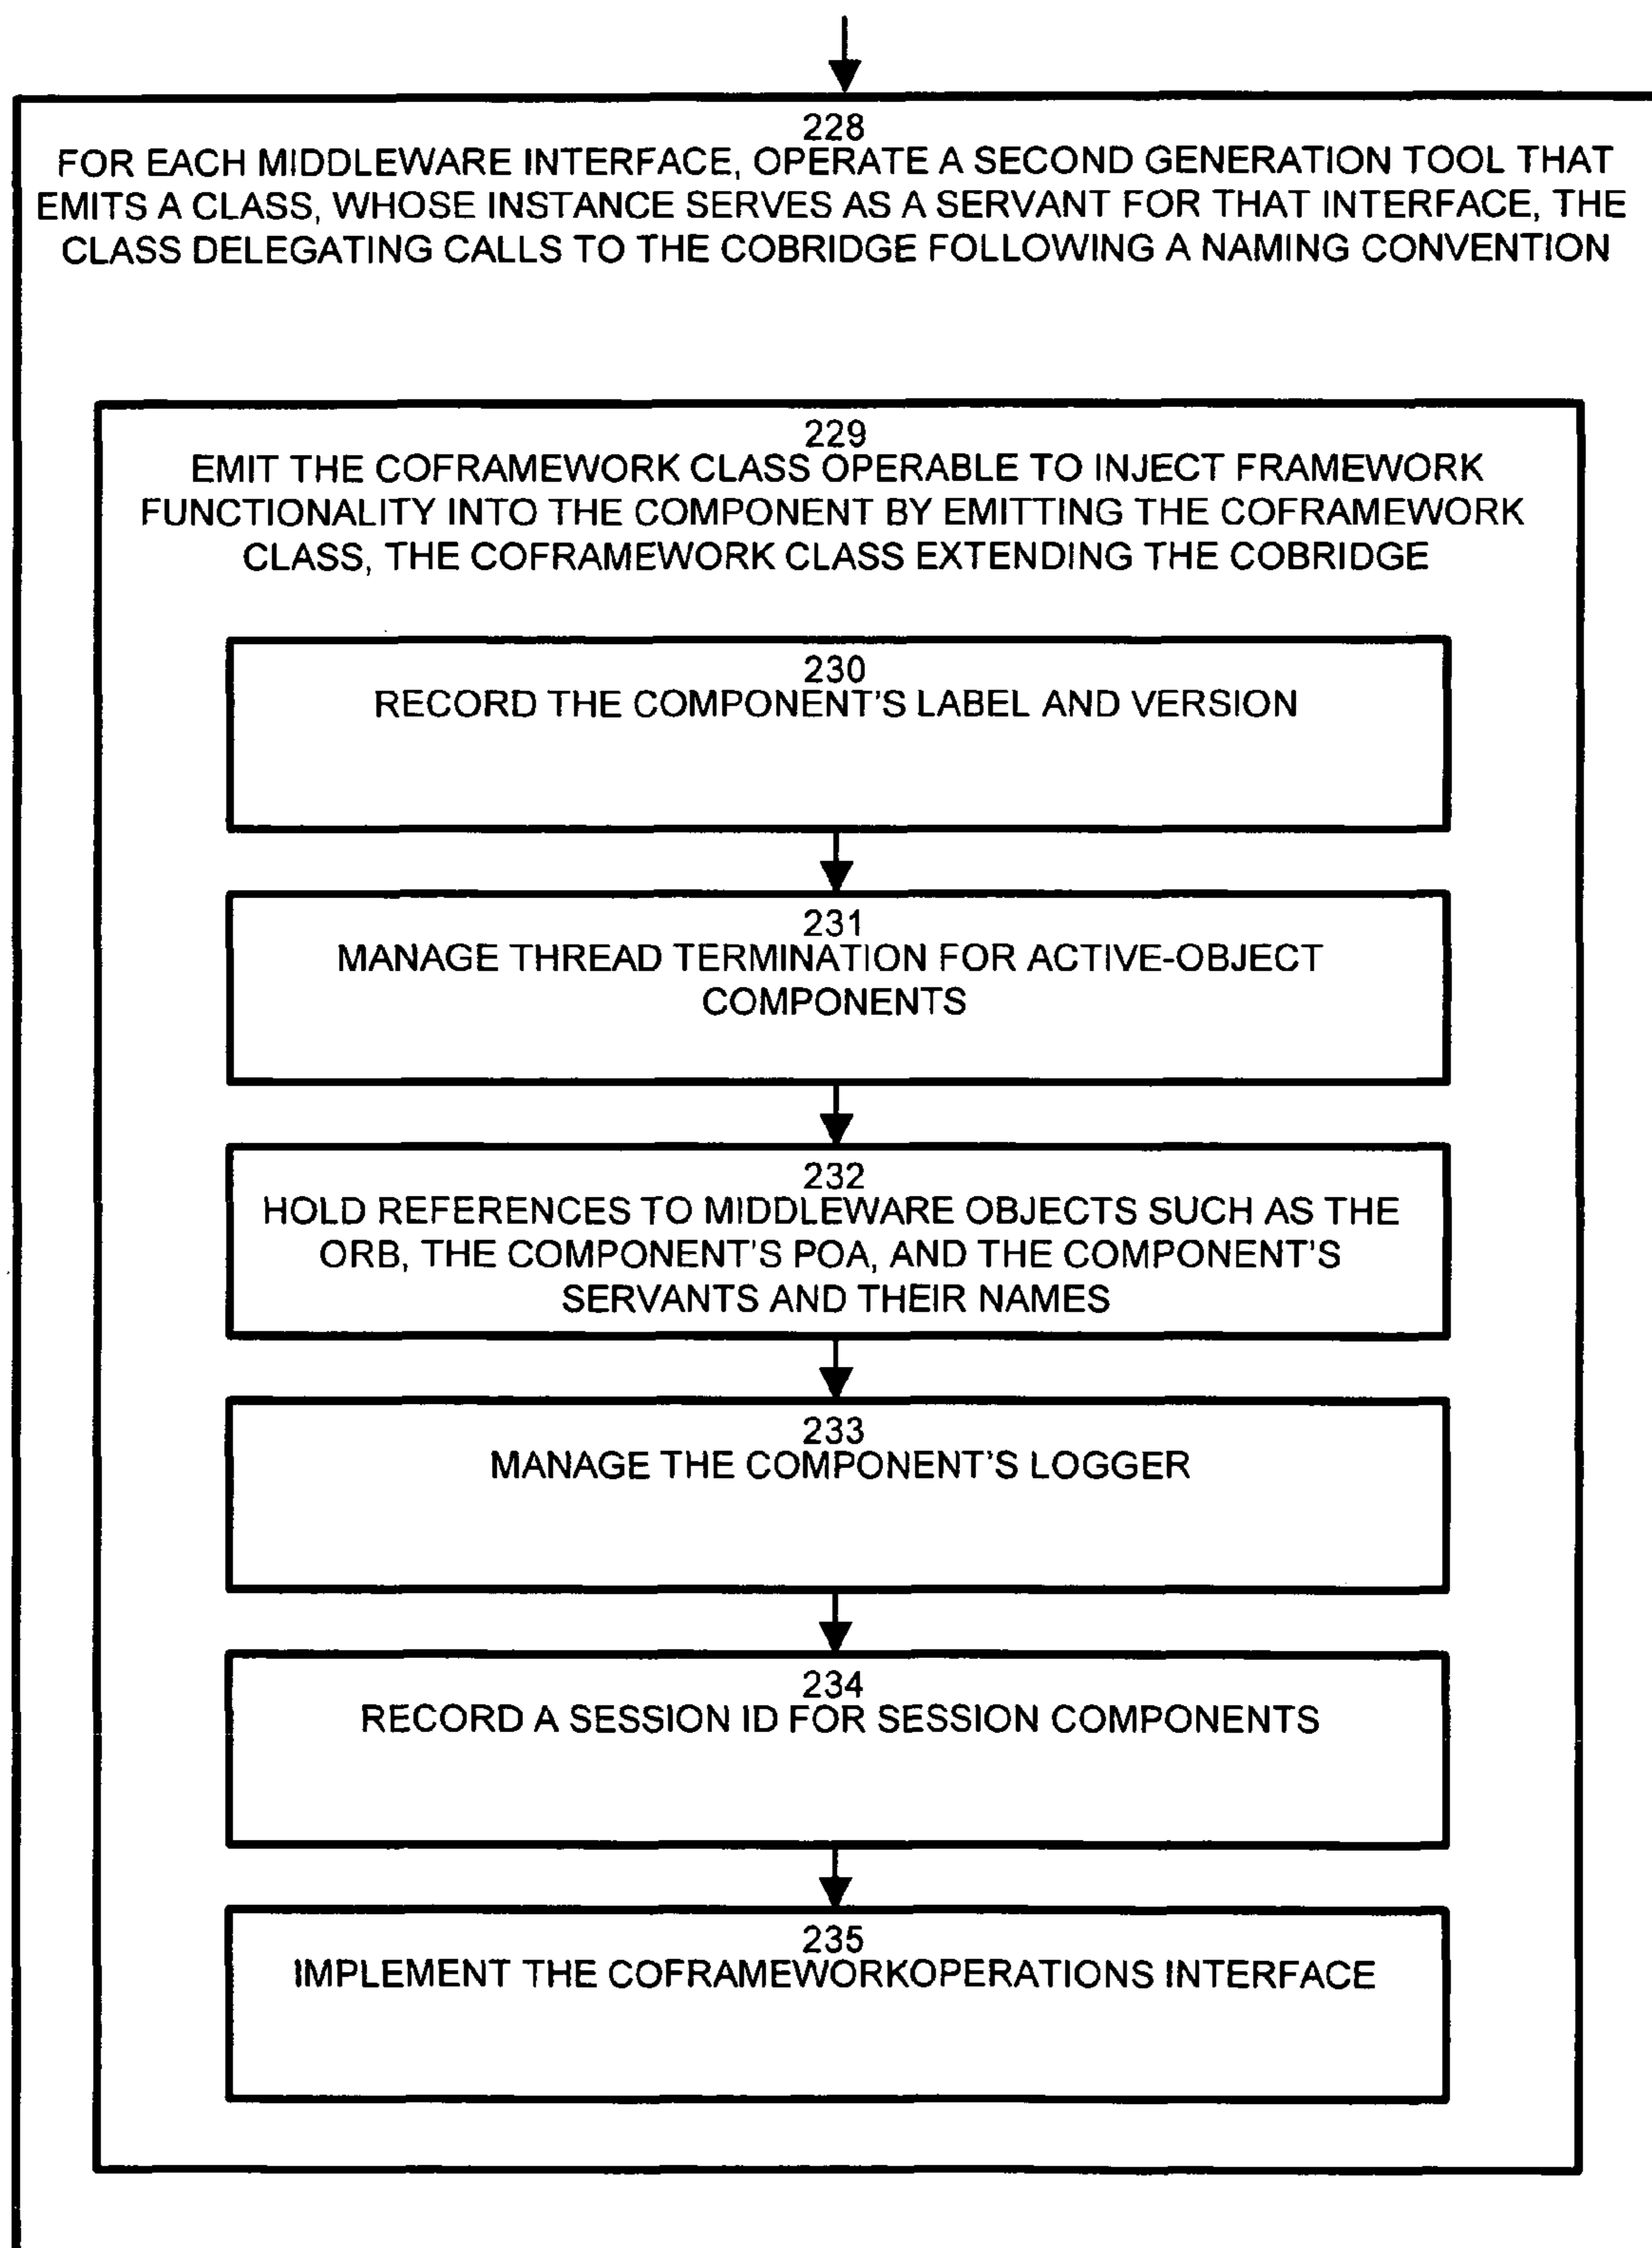 228
FOR EACH MIDDLEWARE INTERFACE, OPERATE A SECOND GENERATION TOOL THAT
EMITS A CLASS, WHOSE INSTANCE SERVES AS A SERVANT FOR THAT INTERFACE, THE
CLASS DELEGATING CALLS TO THE COBRIDGE FOLLOWING A NAMING CONVENTION
229
EMIT THE COFRAMEWORK CLASS OPERABLE TO INJECT FRAMEWORK
FUNCTIONALITY INTO THE COMPONENT BY EMITTING THE COFRAMEWORK
CLASS, THE COFRAMEWORK CLASS EXTENDING THE COBRIDGE
230
RECORD THE COMPONENT'S LABEL AND VERSION
231
MANAGE THREAD TERMINATION FOR ACTIVE-OBJECT
COMPONENTS
232
HOLD REFERENCES TO MIDDLEWARE OBJECTS SUCH AS THE
ORB, THE COMPONENT'S POA, AND THE COMPONENT'S
SERVANTS AND THEIR NAMES
233
MANAGE THE COMPONENT'S LOGGER
234
RECORD A SESSION ID FOR SESSION COMPONENTS
235
IMPLEMENT THE COFRAMEWORKOPERATIONS INTERFACE